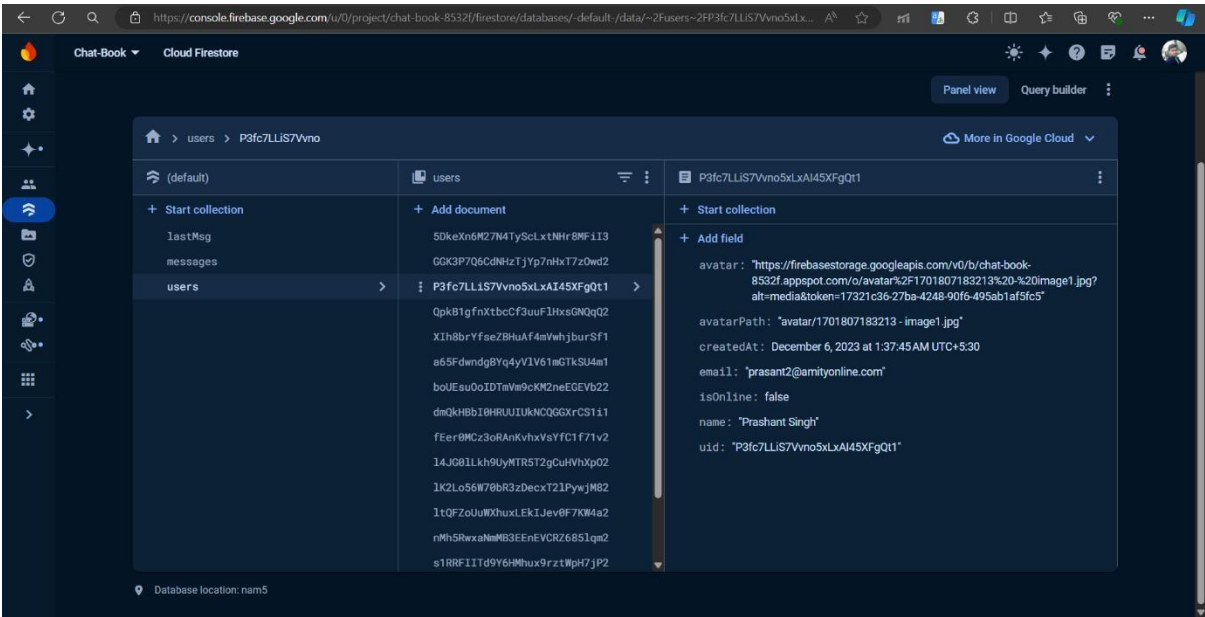 https://console.firebase.google.com/u/0/project/chat-book-8532f/firestore/databases/-default-/data/~2Fusers~2FP3fc7LLiS7Vvno5xLx...
Chat-Book
Cloud Firestore
Panel view
Query builder
users
P3fc7LLiS7Vvno
More in Google Cloud
(default)
users
P3fc7LLiS7Vvno5xLxAI45XFgQt1
+ Start collection
+ Add document
+ Start collection
lastMsg
messages
users
5DkeXn6M27N4TyScLxtNHr8MFiI3
GGK3P7Q6CdNHzTjYp7nHxT7zOwd2
P3fc7LLiS7Vvno5xLxAI45XFgQt1
QpkB1gfnXtbcCf3uuFlHxsGNQqQ2
XIh8brYfseZBHuAf4mVwhjburSf1
a65FdwndgBYq4yVlV61mGTkSU4m1
boUEsuOoIDTmVm9cKM2neEGEVb22
dmQkHBbI0HRUUIUkNCQGGXrCS1i1
fEer0MCz3oRAnKvhxVsYfC1f71v2
l4JG0lLkh9UyMTR5T2gCuHVhXpO2
lK2Lo56W70bR3zDecxT2lPywjM82
ltQFZoUuWXhuxLEkIJev0F7KW4a2
nMh5RwxaNmMB3EEnEVCRZ685lqm2
s1RRFIITd9Y6HMhux9rztWpH7jP2
+ Add field
avatar: "https://firebasestorage.googleapis.com/v0/b/chat-book-
8532f.appspot.com/o/avatar%2F1701807183213%20-%20image1.jpg?
alt=media&token=17321c36-27ba-4248-90f6-495ab1af5fc5"
avatarPath: "avatar/1701807183213 - image1.jpg"
createdAt: December 6, 2023 at 1:37:45 AM UTC+5:30
email: "prasant2@amityonline.com"
isOnline: false
name: "Prashant Singh"
uid: "P3fc7LLiS7Vvno5xLxAI45XFgQt1"
Database location: nam5